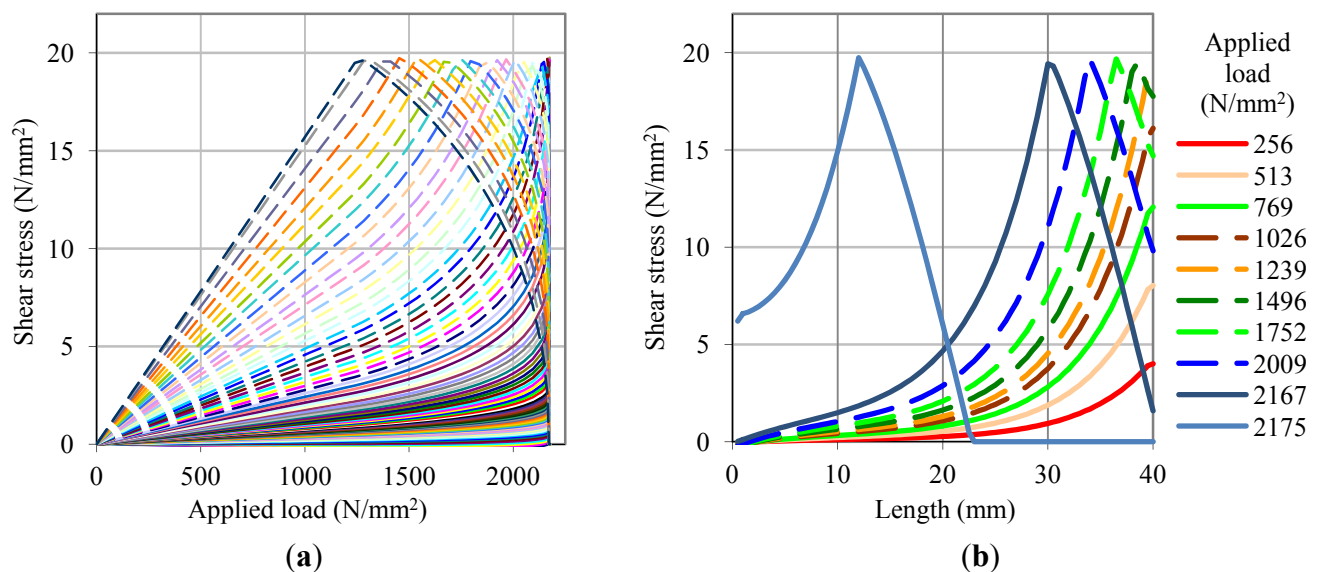 20
15
10
5
0
Shear stress (N/mm²)
0 500 1000 1500 2000
Applied load (N/mm²)
(a)
20
15
10
5
0
Shear stress (N/mm²)
0 10 20 30 40
Length (mm)
(b)
Applied
load
(N/mm²)
256
513
769
1026
1239
1496
1752
2009
2167
2175